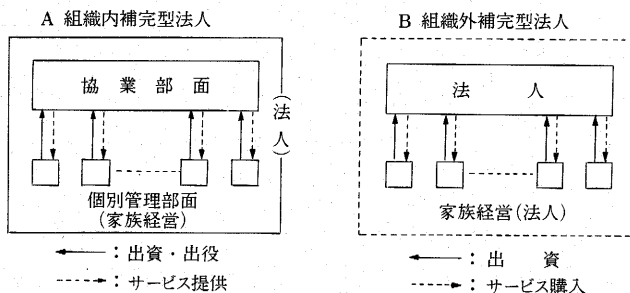 A 組織内補完型法人
協業部面
(法人)
個別管理部面
(家族経営)
:出資・出役
:サービス提供
B 組織外補完型法人
法人
家族経営(法人)
:出資
:サービス購入